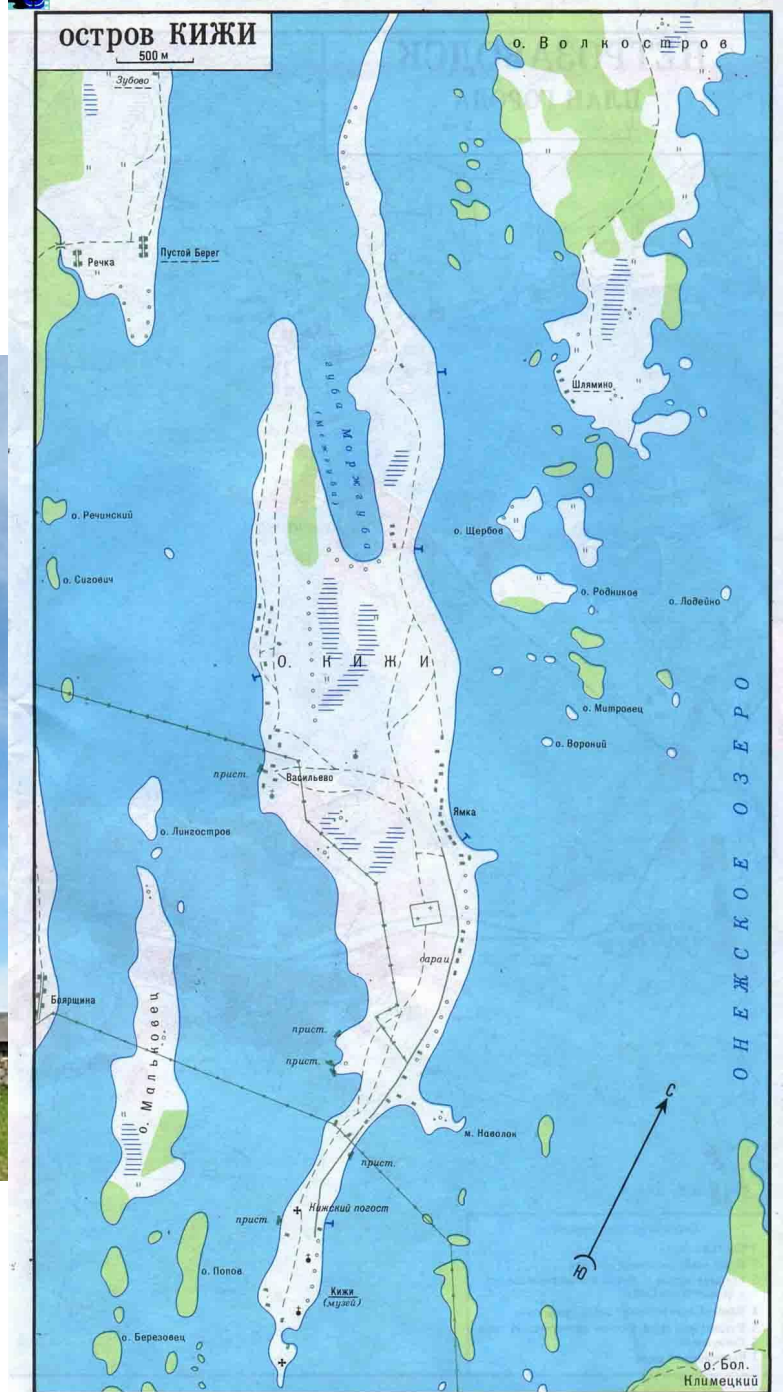 остров КИЖИ
500 м
о. Волкостров
Зубово
Пустой Берег
Речка
губа Моржгуба
(Межгуба)
Шлямино
о. Речинский
о. Щербов
о. Сигович
о. Родников
о. Лодейно
О. КИЖИ
о. Митровец
о. Вороний
прист.
Васильево
Ямка
о. Лингостров
ОНЕЖСКОЕ ОЗЕРО
Боярщина
о. Мальковец
прист.
прист.
С
м. Наволок
прист.
Кижский погост
прист.
Ю
о. Попов
Кижи
(музей)
о. Березовец
о. Бол.
Климецкий